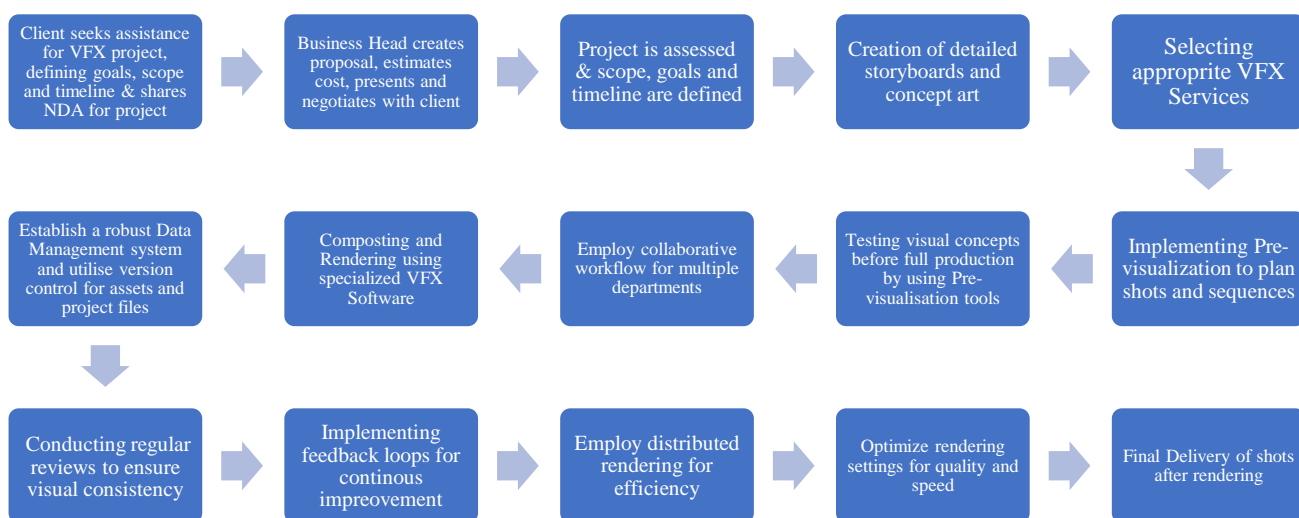 Client seeks assistance
for VFX project,
defining goals, scope
and timeline & shares
NDA for project
Business Head creates
proposal, estimates
cost, presents and
negotiates with client
Project is assessed
& scope, goals and
timeline are defined
Creation of detailed
storyboards and
concept art
Selecting
approprite VFX
Services
Implementing Pre-
visualization to plan
shots and sequences
Testing visual concepts
before full production
by using Pre-
visualisation tools
Employ collaborative
workflow for multiple
departments
Composting and
Rendering using
specialized VFX
Software
Establish a robust Data
Management system
and utilise version
control for assets and
project files
Conducting regular
reviews to ensure
visual consistency
Implementing
feedback loops for
continous
impreovement
Employ distributed
rendering for
efficiency
Optimize rendering
settings for quality and
speed
Final Delivery of shots
after rendering